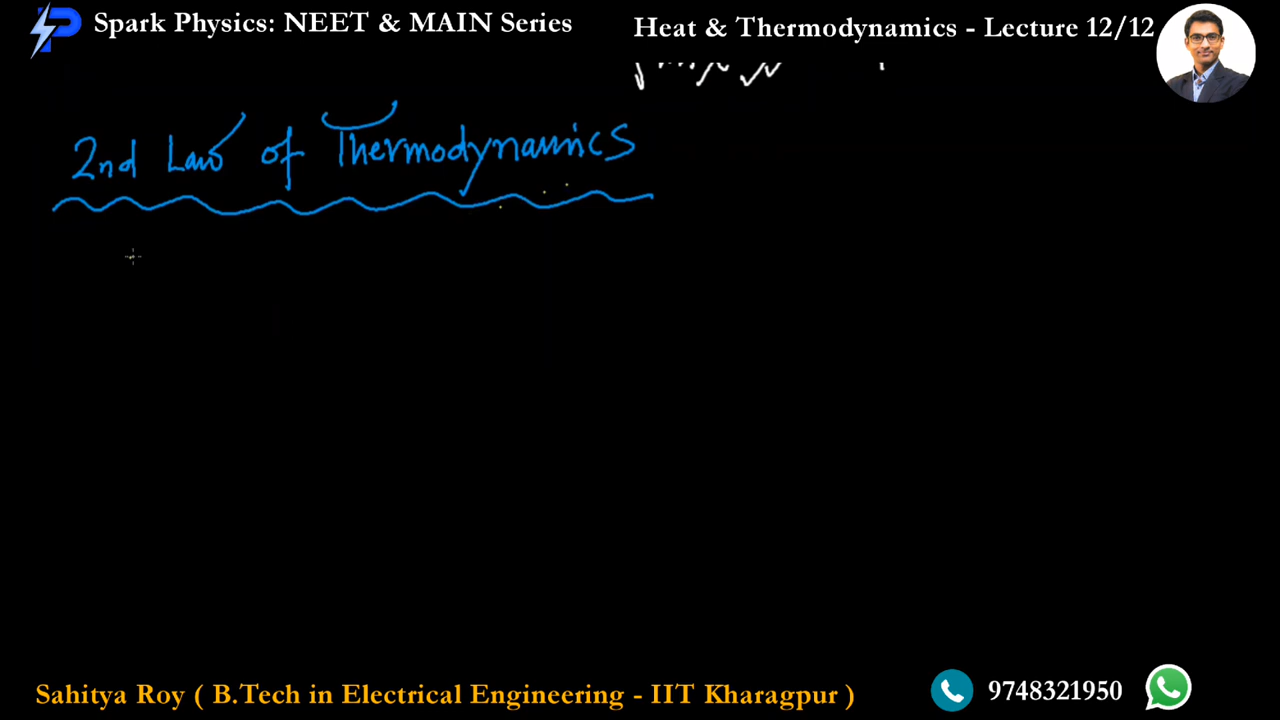 Spark Physics: NEET & MAIN Series
Heat & Thermodynamics - Lecture 12/12
2nd Law of Thermodynamics
Sahitya Roy ( B.Tech in Electrical Engineering - IIT Kharagpur )
9748321950